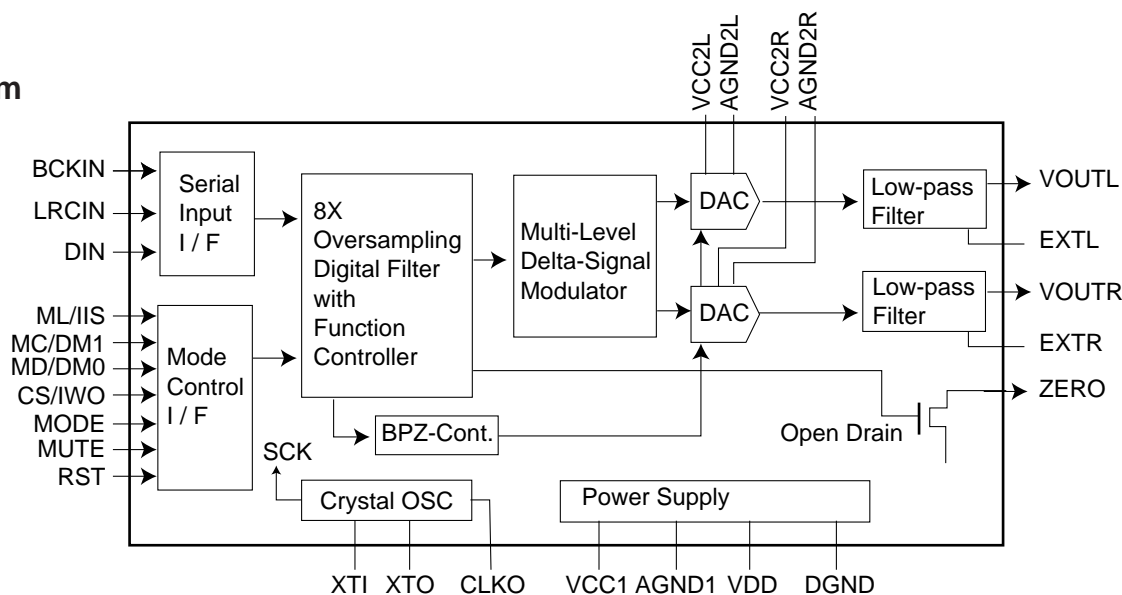 m
VCC2L
AGND2L
VCC2R
AGND2R
BCKIN
LRCIN
DIN
Serial
Input
I / F
ML/IIS
MC/DM1
MD/DM0
CS/IWO
MODE
MUTE
RST
Mode
Control
I / F
8X
Oversampling
Digital Filter
with
Function
Controller
BPZ-Cont.
SCK
Crystal OSC
Multi-Level
Delta-Signal
Modulator
DAC
DAC
Low-pass
Filter
Low-pass
Filter
VOUTL
EXTL
VOUTR
EXTR
ZERO
Open Drain
Power Supply
XTI
XTO
CLKO
VCC1
AGND1
VDD
DGND